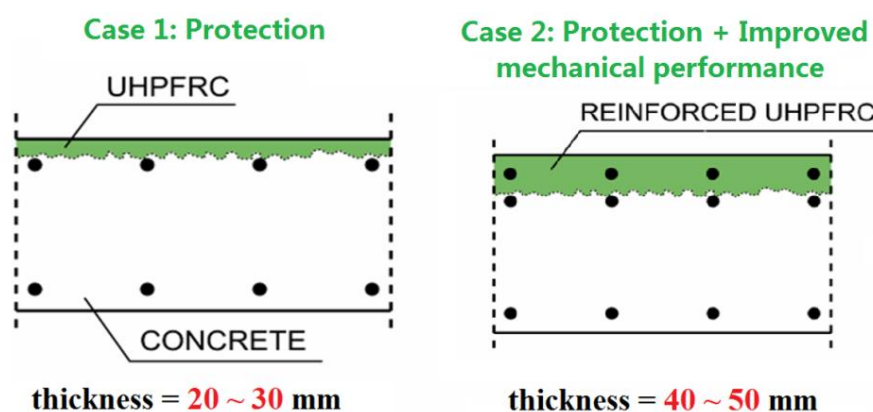 Case 1: Protection
UHPFRC
CONCRETE
thickness = 20 ~ 30 mm
Case 2: Protection + Improved
mechanical performance
REINFORCED UHPFRC
thickness = 40 ~ 50 mm